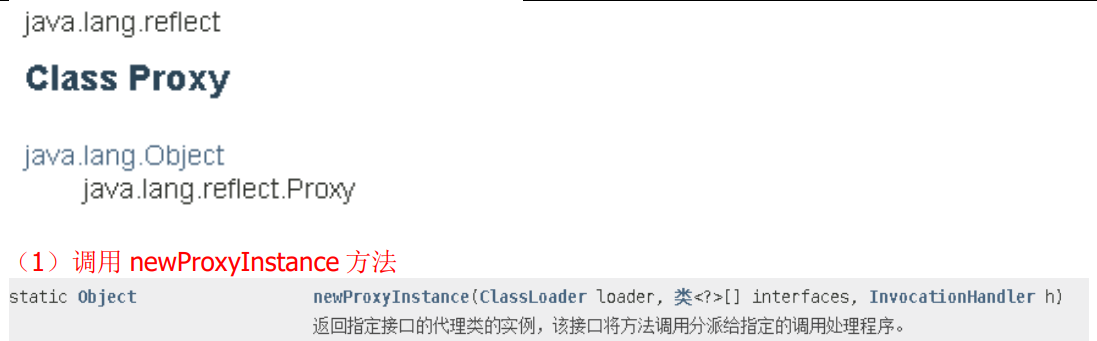 java.lang.reflect
Class Proxy
java.lang.Object
java.lang.reflect.Proxy
（1）调用 newProxyInstance 方法
static Object newProxyInstance(ClassLoader loader, 类<?>[] interfaces, InvocationHandler h)
返回指定接口的代理类的实例，该接口将方法调用分派给指定的调用处理程序。